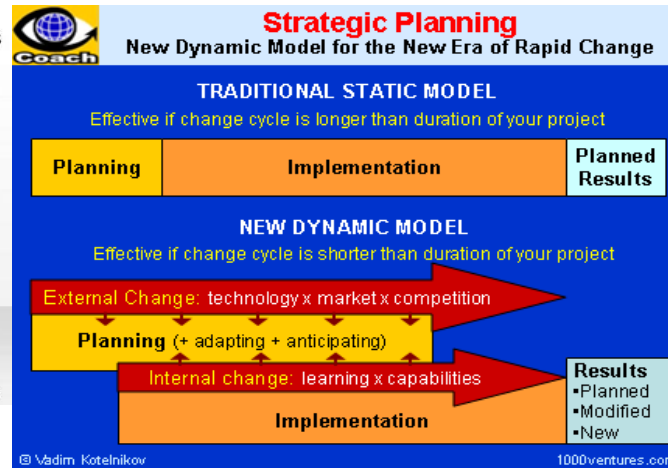 Coach
Strategic Planning
New Dynamic Model for the New Era of Rapid Change
TRADITIONAL STATIC MODEL
Effective if change cycle is longer than duration of your project
Planning
Implementation
Planned
Results
NEW DYNAMIC MODEL
Effective if change cycle is shorter than duration of your project
External Change: technology x market x competition
Planning (+ adapting + anticipating)
Internal change: learning x capabilities
Implementation
Results
▪Planned
▪Modified
▪New
© Vadim Kotelnikov
1000ventures.com